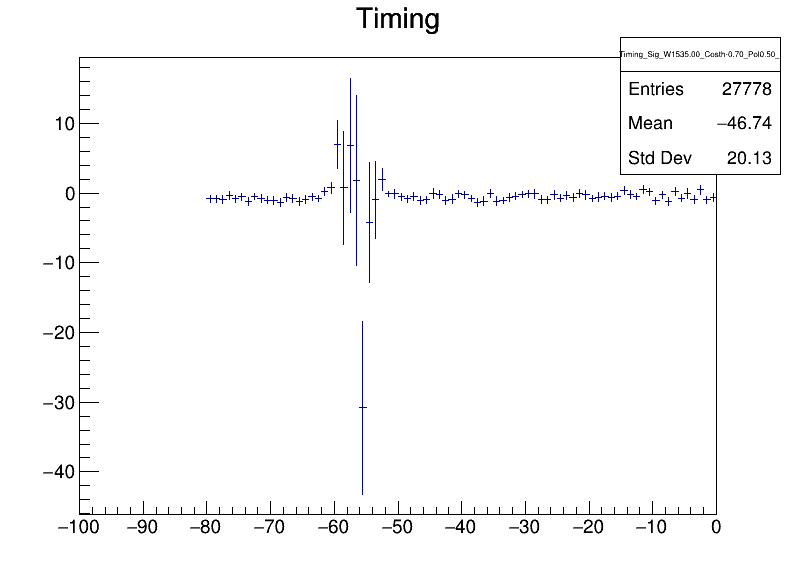 Timing
Timing_Sig_W1535.00_Costh-0.70_Pol0.50_
Entries 27778
Mean −46.74
Std Dev 20.13
10
0
−10
−20
−30
−40
−100 −90 −80 −70 −60 −50 −40 −30 −20 −10 0